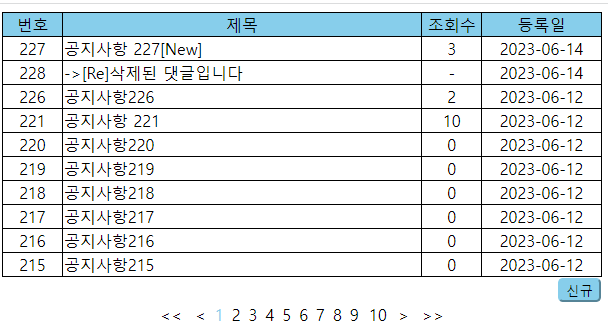 번호 제목 조회수 등록일
227 공지사항 227[New] 3 2023-06-14
228 ->[Re]삭제된 댓글입니다 - 2023-06-14
226 공지사항226 2 2023-06-12
221 공지사항 221 10 2023-06-12
220 공지사항220 0 2023-06-12
219 공지사항219 0 2023-06-12
218 공지사항218 0 2023-06-12
217 공지사항217 0 2023-06-12
216 공지사항216 0 2023-06-12
215 공지사항215 0 2023-06-12
신규
<< < 1 2 3 4 5 6 7 8 9 10 > >>